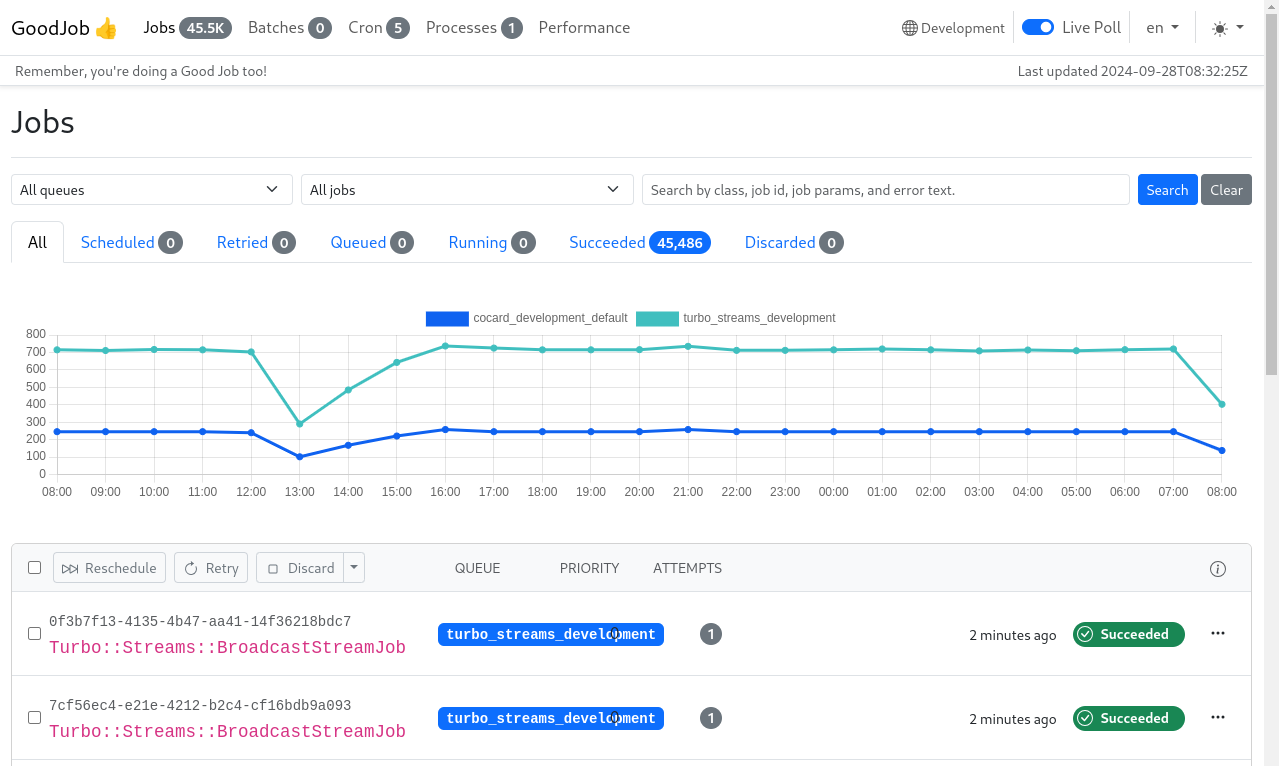 GoodJob 👍 Jobs 45.5K Batches 0 Cron 5 Processes 1 Performance Development Live Poll en
Remember, you're doing a Good Job too! Last updated 2024-09-28T08:32:25Z
Jobs
All queues All jobs Search by class, job id, job params, and error text. Search Clear
All Scheduled 0 Retried 0 Queued 0 Running 0 Succeeded 45,486 Discarded 0
cocard_development_default turbo_streams_development
800
700
600
500
400
300
200
100
0
08:00 09:00 10:00 11:00 12:00 13:00 14:00 15:00 16:00 17:00 18:00 19:00 20:00 21:00 22:00 23:00 00:00 01:00 02:00 03:00 04:00 05:00 06:00 07:00 08:00
Reschedule Retry Discard QUEUE PRIORITY ATTEMPTS
0f3b7f13-4135-4b47-aa41-14f36218bdc7
Turbo::Streams::BroadcastStreamJob turbo_streams_development 0 1 2 minutes ago Succeeded
7cf56ec4-e21e-4212-b2c4-cf16bdb9a093
Turbo::Streams::BroadcastStreamJob turbo_streams_development 0 1 2 minutes ago Succeeded